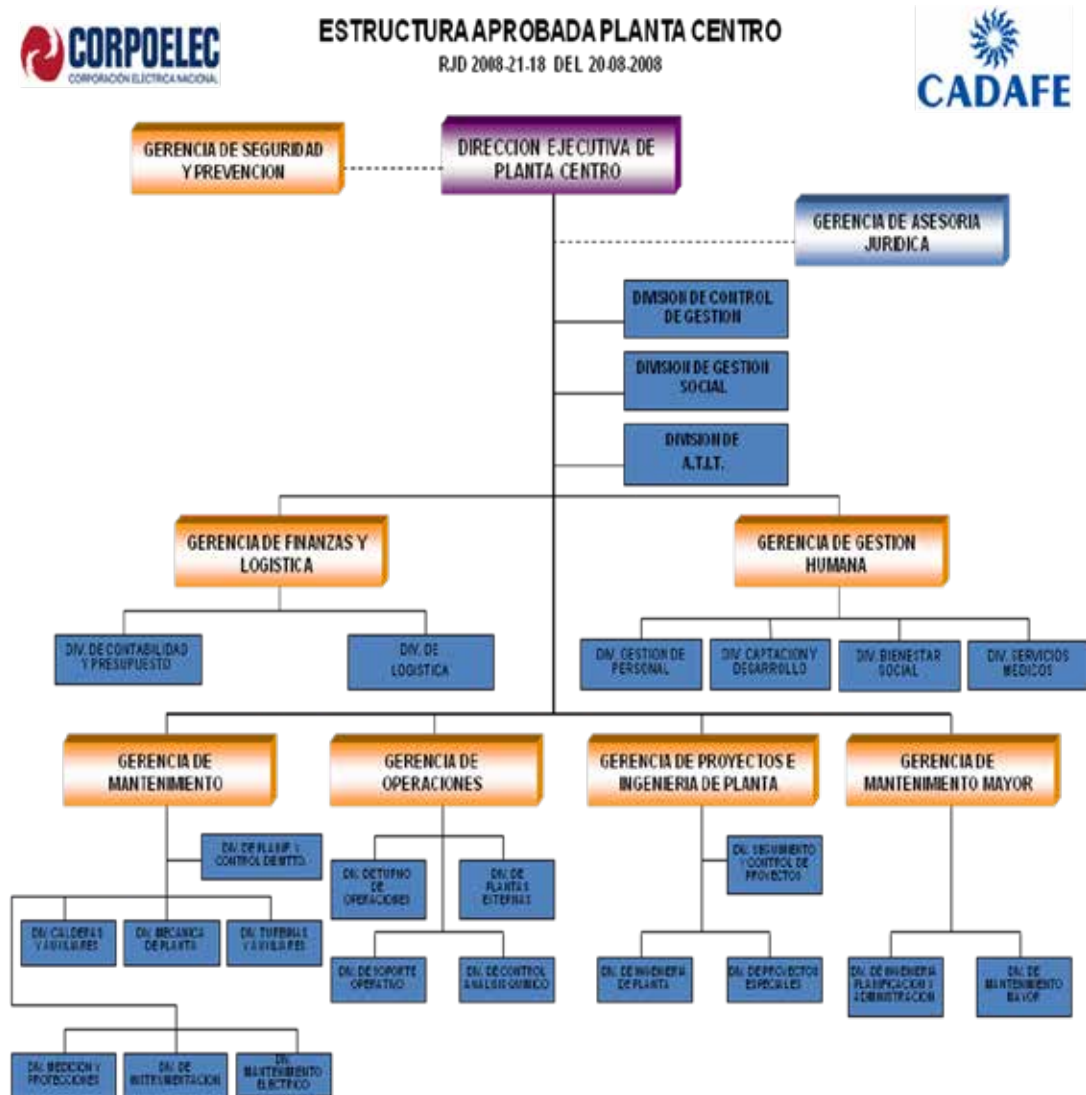 CORPOELEC
CORPORACIÓN ELÉCTRICA NACIONAL
ESTRUCTURA APROBADA PLANTA CENTRO
RJD 2008-21-18 DEL 20-08-2008
CADAFE
GERENCIA DE SEGURIDAD
Y PREVENCION
DIRECCION EJECUTIVA DE
PLANTA CENTRO
GERENCIA DE ASESORIA
JURIDICA
DIVISION DE CONTROL
DE GESTION
DIVISION DE GESTION
SOCIAL
DIVISION DE
A.T.I.T.
GERENCIA DE FINANZAS Y
LOGISTICA
GERENCIA DE GESTION
HUMANA
DIV. DE CONTABILIDAD
Y PRESUPUESTO
DIV. DE
LOGISTICA
DIV. GESTION DE
PERSONAL
DIV. CAPTACION Y
DESARROLLO
DIV. BIENESTAR
SOCIAL
DIV. SERVICIOS
MEDICOS
GERENCIA DE
MANTENIMIENTO
GERENCIA DE
OPERACIONES
GERENCIA DE PROYECTOS E
INGENIERIA DE PLANTA
GERENCIA DE
MANTENIMIENTO MAYOR
DIV. DE PLANIF. Y
CONTROL DE MTTO.
DIV. CALDERAS
Y AUXILIARES
DIV. MECANICA
DE PLANTA
DIV. TURBINAS
Y AUXILIARES
DIV. MEDICION Y
PROTECCIONES
DIV. DE
INSTRUMENTACION
DIV.
MANTENIMIENTO
ELECTRICO
DIV. DE TURNO
DE
OPERACIONES
DIV. DE
PLANTAS
EXTERNAS
DIV. DE SOPORTE
OPERATIVO
DIV. DE CONTROL
ANALISIS QUIMICO
DIV. SEGUIMIENTO
Y CONTROL DE
PROYECTOS
DIV. DE INGENIERIA
DE PLANTA
DIV. DE PROYECTOS
ESPECIALES
DIV. DE INGENIERIA
PLANIFICACION Y
ADMINISTRACION
DIV. DE
MANTENIMIENTO
MAYOR